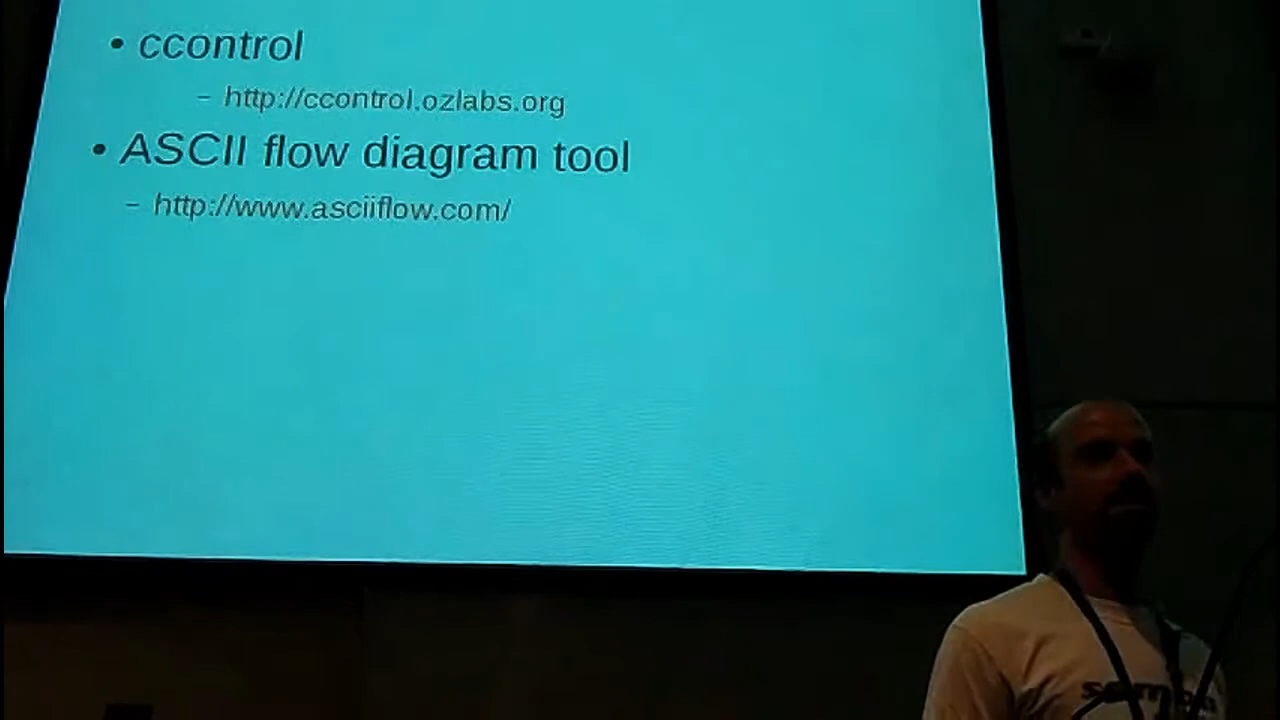 • ccontrol
– http://ccontrol.ozlabs.org
• ASCII flow diagram tool
– http://www.asciiflow.com/